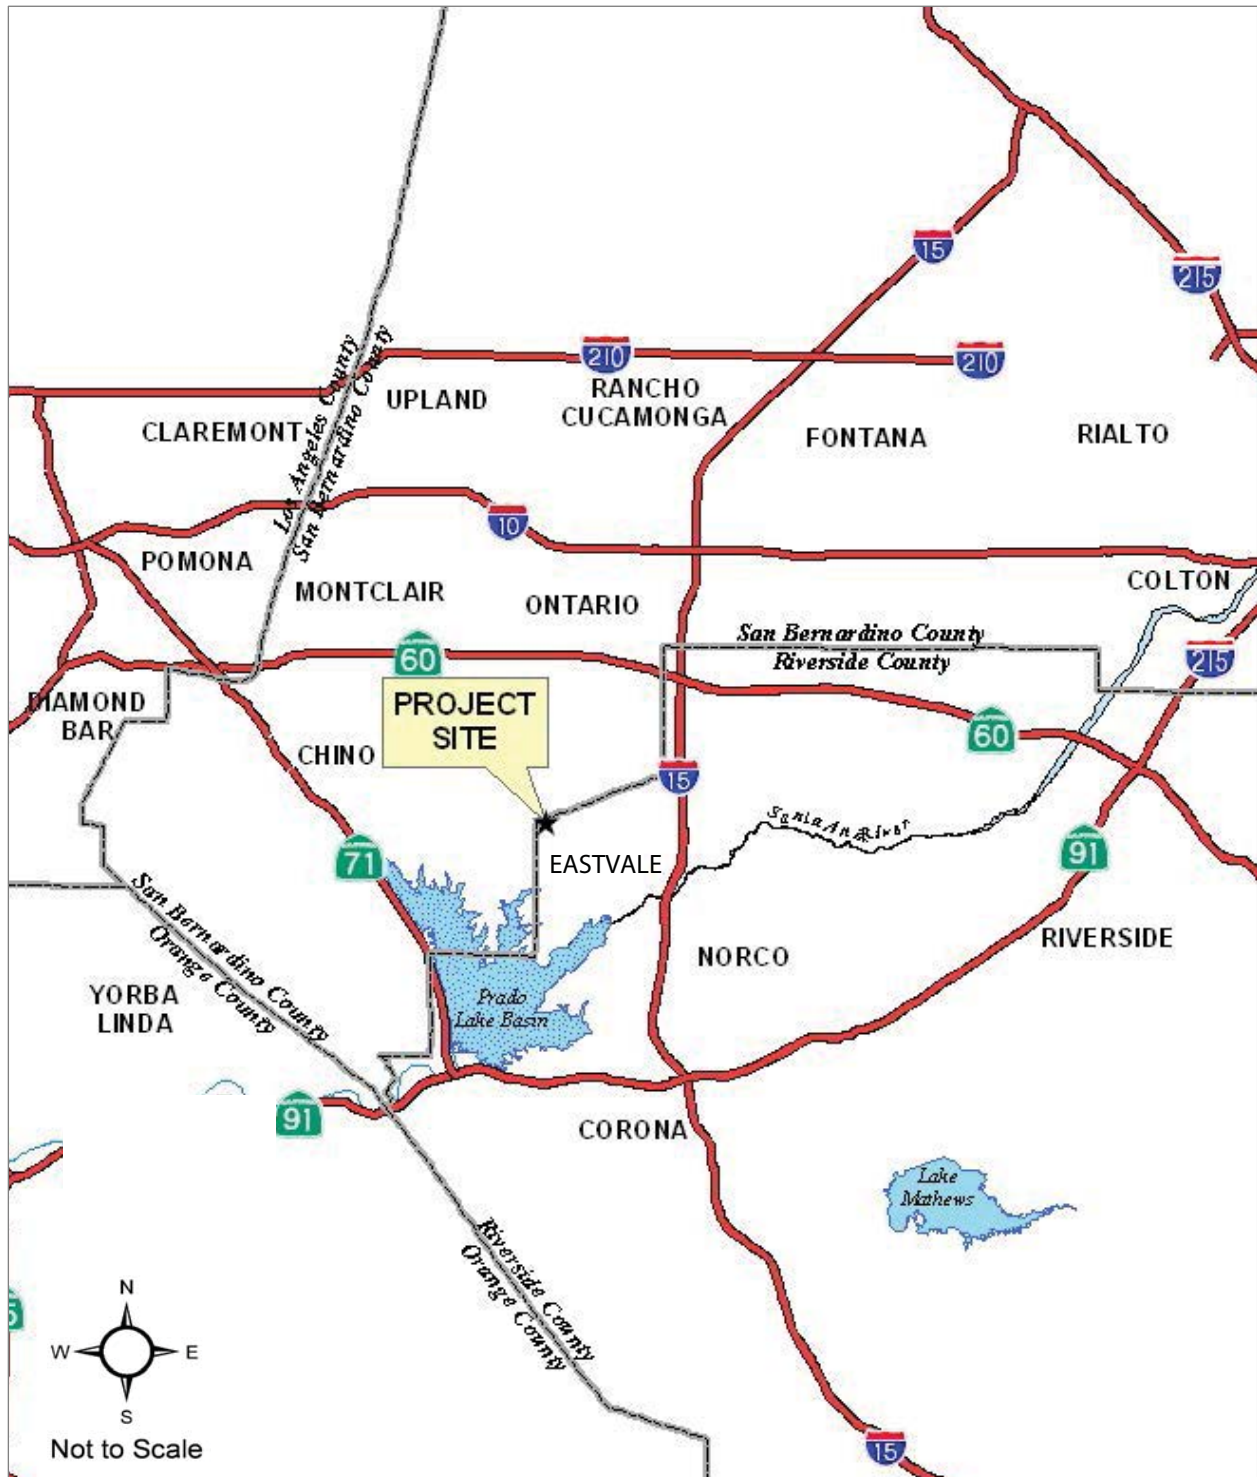 15
215
210
210
Los Angeles County
San Bernardino County
UPLAND
RANCHO
CUCAMONGA
CLAREMONT
FONTANA
RIALTO
10
POMONA
MONTCLAIR
ONTARIO
COLTON
San Bernardino County
Riverside County
60
215
DIAMOND
BAR
PROJECT
SITE
60
CHINO
15
Santa Ana River
71
EASTVALE
91
San Bernardino County
Orange County
NORCO
RIVERSIDE
YORBA
LINDA
Prado
Lake Basin
91
CORONA
Lake
Mathews
Riverside County
Orange County
N
W E
S
Not to Scale
15